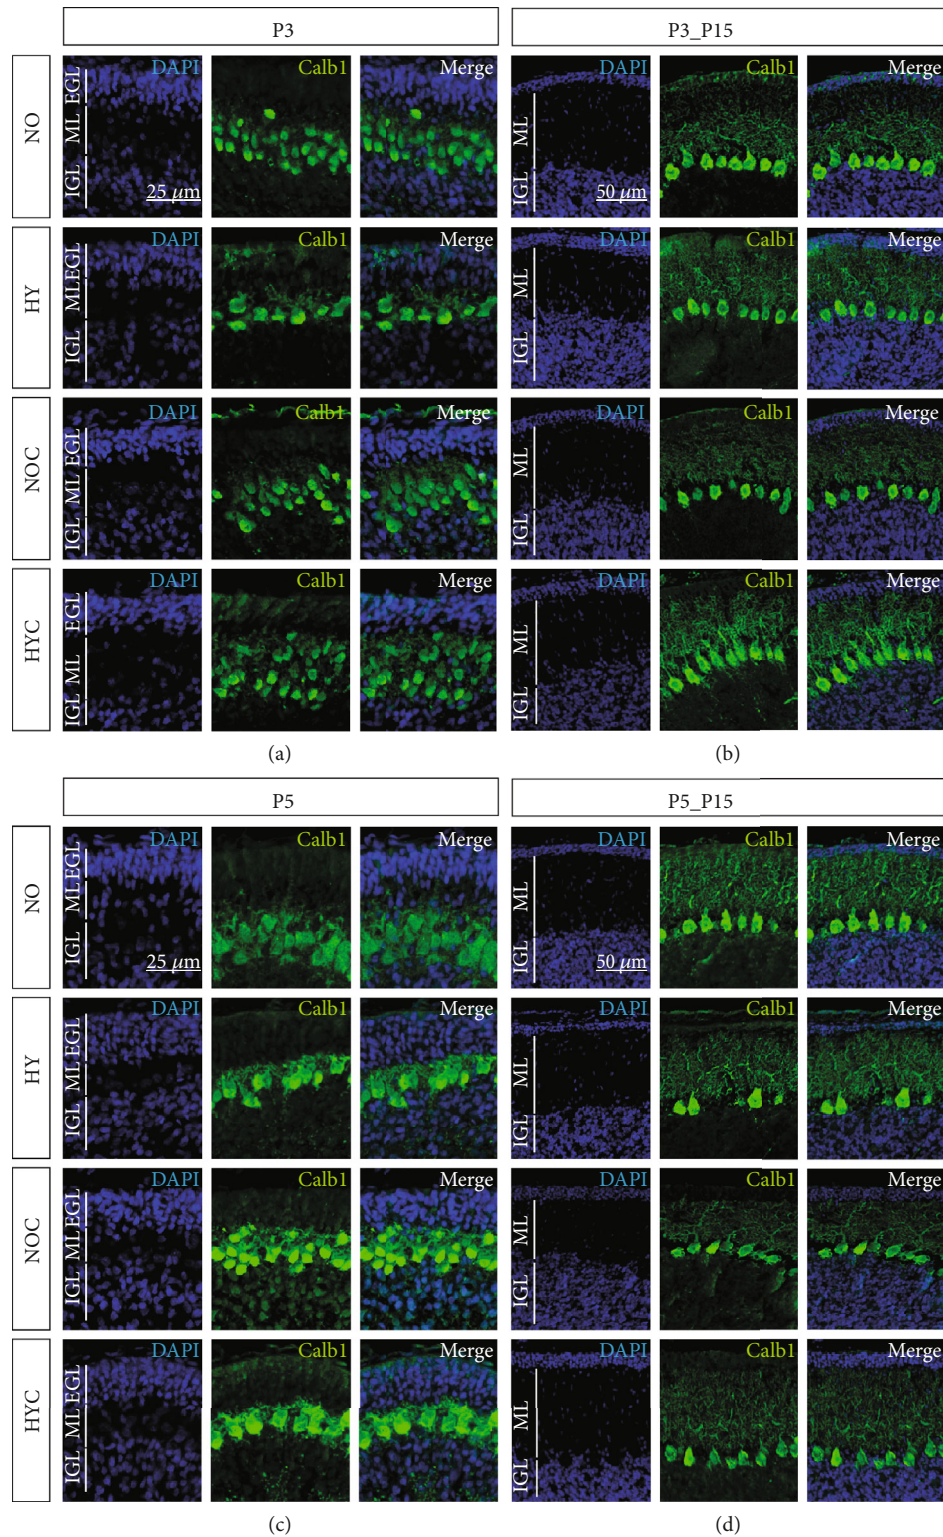 P3
P3_P15
NO
EGL
ML
IGL
DAPI
25 µm
Calb1
Merge
ML
IGL
DAPI
50 µm
Calb1
Merge
HY
EGL
ML
IGL
DAPI
Calb1
Merge
ML
IGL
DAPI
Calb1
Merge
NOC
EGL
ML
IGL
DAPI
Calb1
Merge
ML
IGL
DAPI
Calb1
Merge
HYC
EGL
ML
IGL
DAPI
Calb1
Merge
ML
IGL
DAPI
Calb1
Merge
(a)
(b)
P5
P5_P15
NO
EGL
ML
IGL
DAPI
25 µm
Calb1
Merge
ML
IGL
DAPI
50 µm
Calb1
Merge
HY
EGL
ML
IGL
DAPI
Calb1
Merge
ML
IGL
DAPI
Calb1
Merge
NOC
EGL
ML
IGL
DAPI
Calb1
Merge
ML
IGL
DAPI
Calb1
Merge
HYC
EGL
ML
IGL
DAPI
Calb1
Merge
ML
IGL
DAPI
Calb1
Merge
(c)
(d)